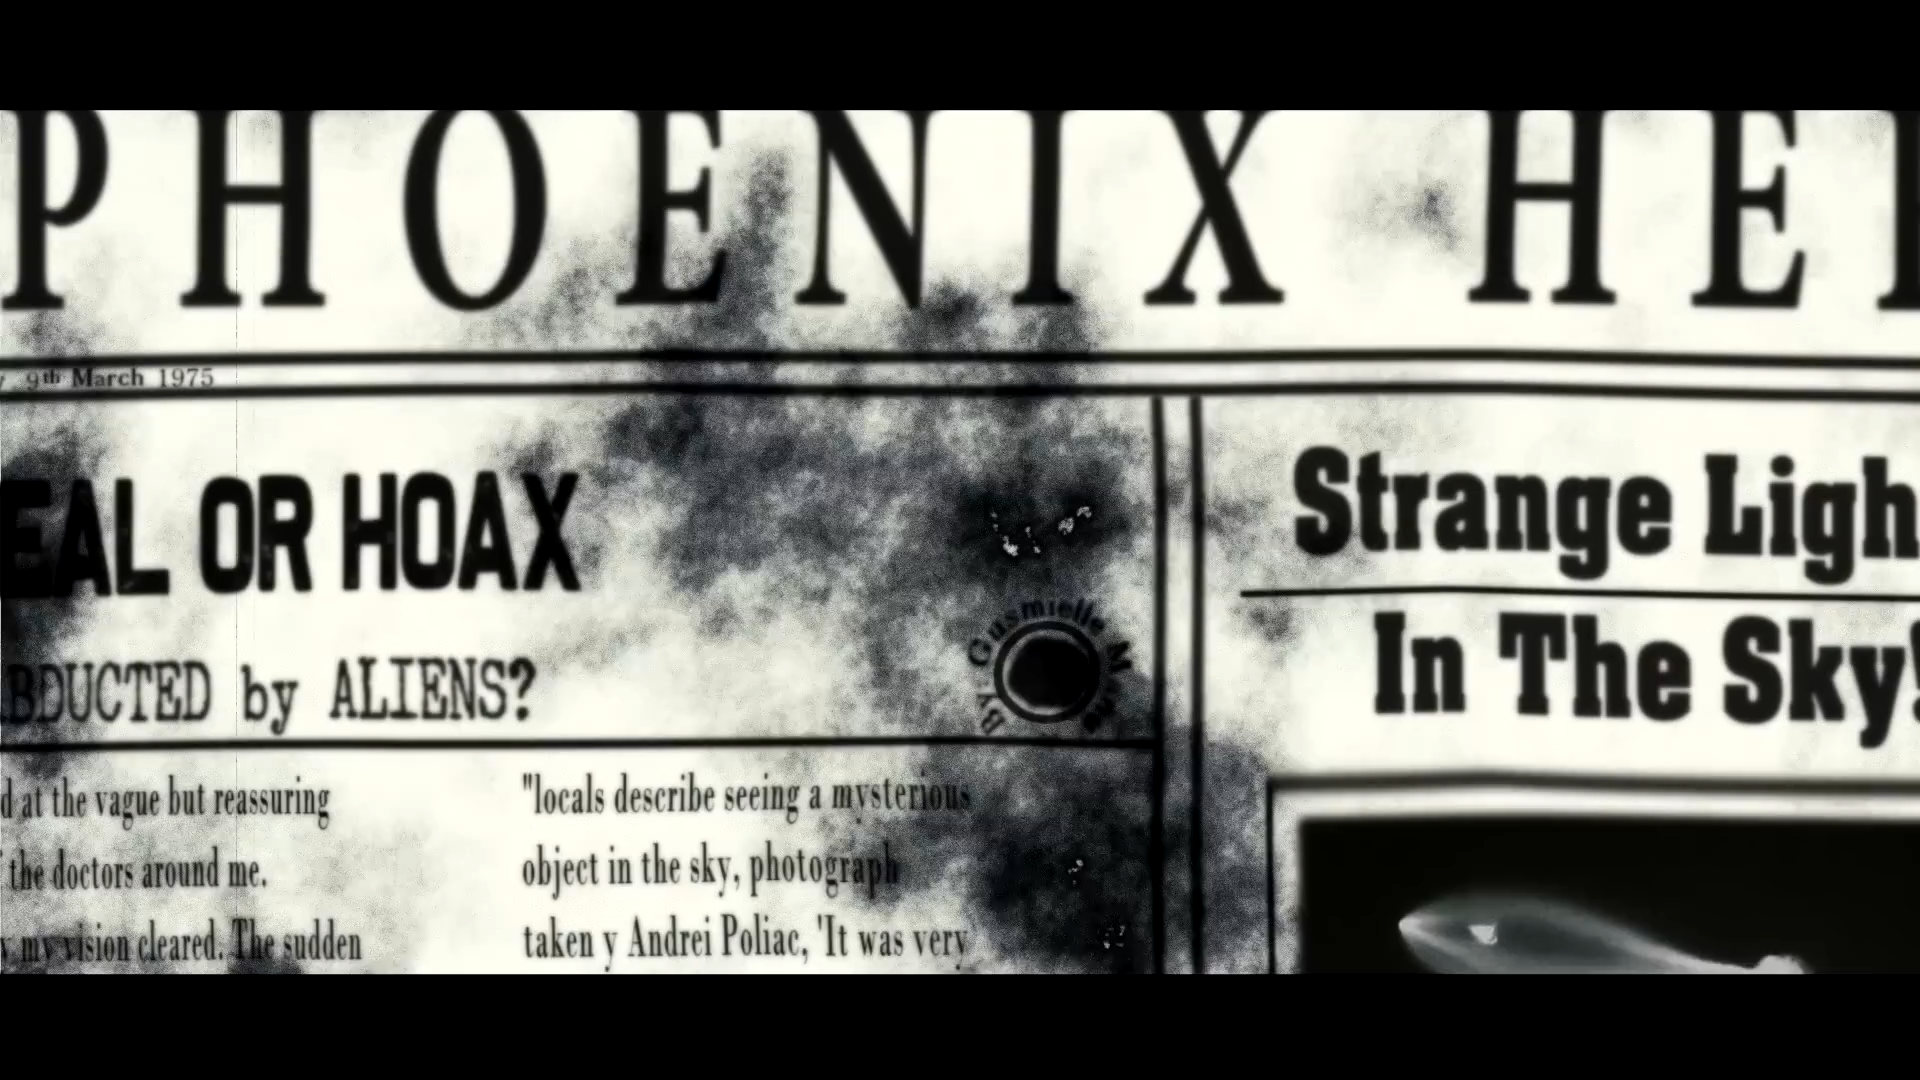 PHOENIX HE
9th March 1975
EAL OR HOAX
BDUCTED by ALIENS?
By Gusmielle M
d at the vague but reassuring
the doctors around me.
my vision cleared. The sudden
"locals describe seeing a mysterious
object in the sky, photograph
taken y Andrei Poliac, 'It was very
Strange Ligh
In The Sky!